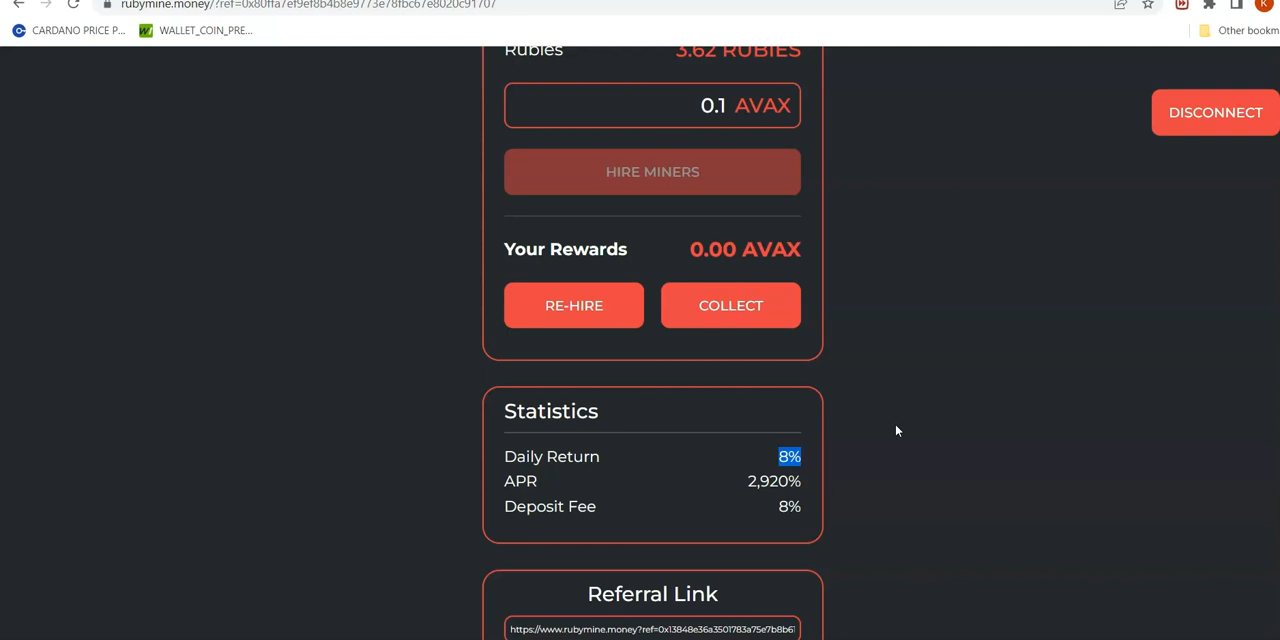 rubymine.money/?ref=0x80ffa7ef9ef8b4b8e9773e78fbc67e8020c91707
K
CARDANO PRICE P... WALLET_COIN_PRE... Other bookm
Rubies 3.62 RUBIES
0.1 AVAX
DISCONNECT
HIRE MINERS
Your Rewards 0.00 AVAX
RE-HIRE COLLECT
Statistics
Daily Return 8%
APR 2,920%
Deposit Fee 8%
Referral Link
https://www.rubymine.money?ref=0x13848e36a3501783a75e7b8b61